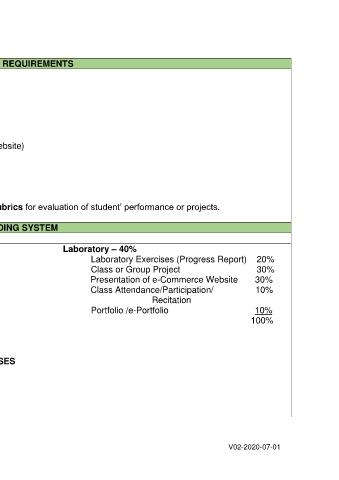 REQUIREMENTS
ebsite)
ubrics for evaluation of student' performance or projects.
DING SYSTEM
Laboratory – 40%
Laboratory Exercises (Progress Report) 20%
Class or Group Project 30%
Presentation of e-Commerce Website 30%
Class Attendance/Participation/ 10%
Recitation
Portfolio /e-Portfolio 10%
100%
SES
V02-2020-07-01